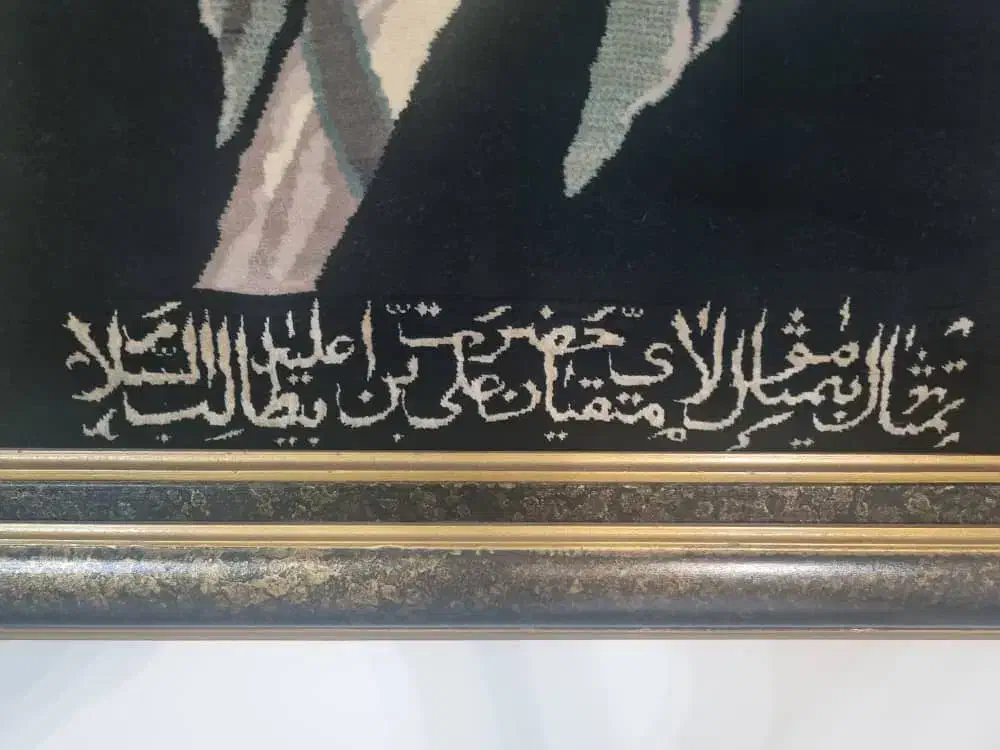 تمثال بیمثال مولای متقیان حضرت علی بن ابیطالب علیه السلام